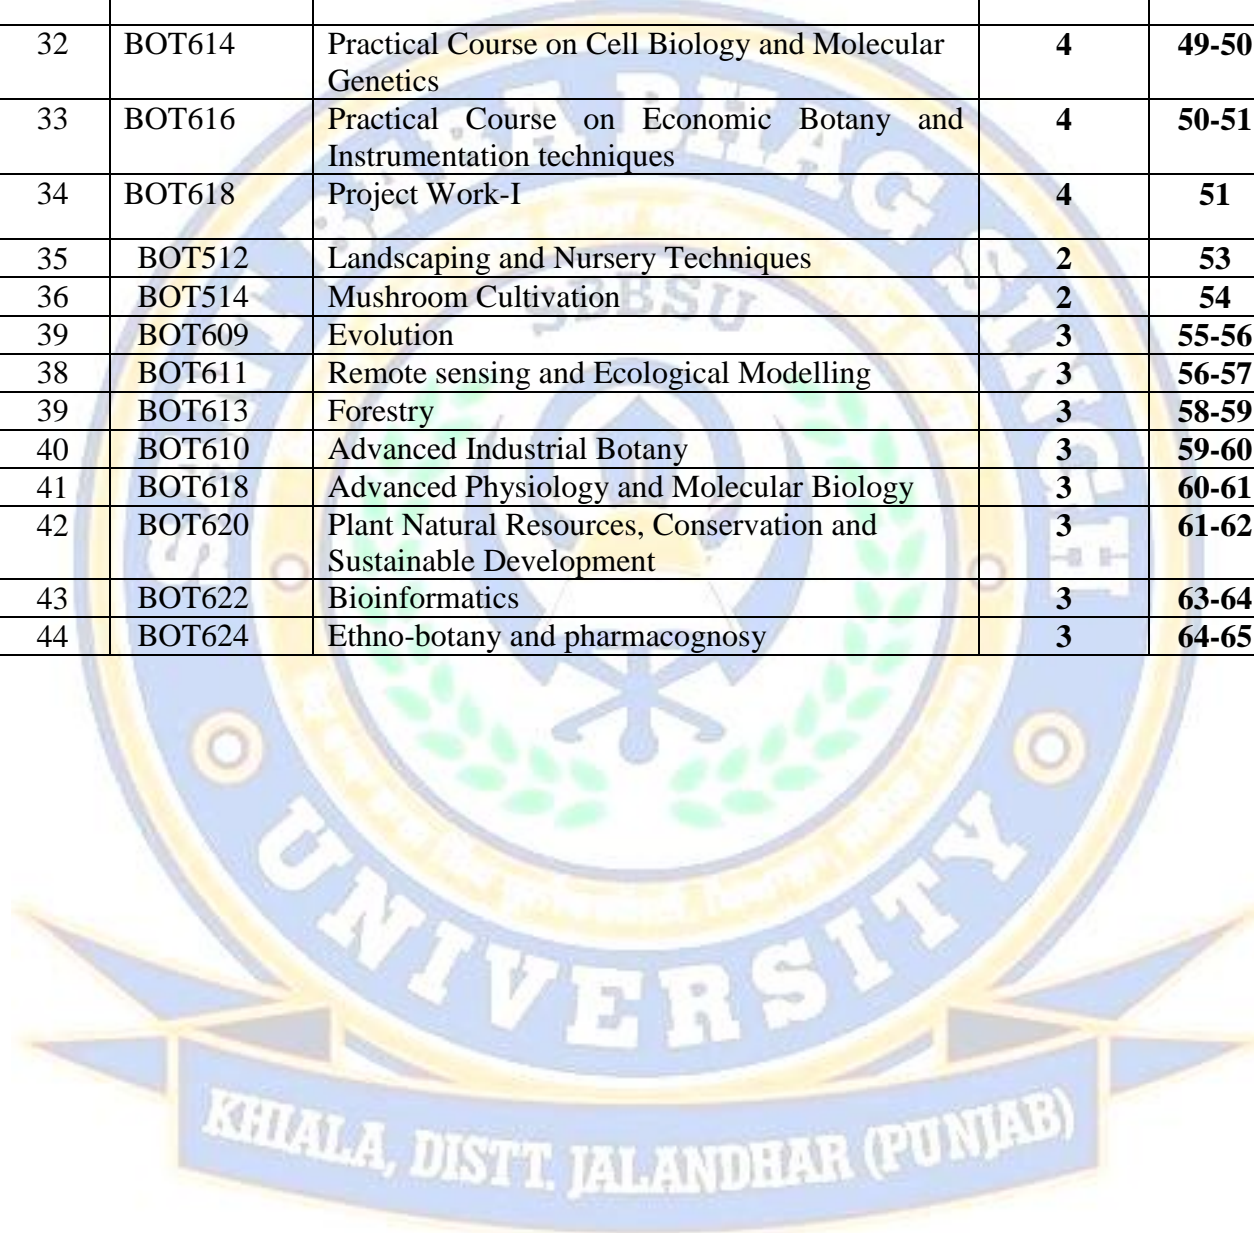 32 BOT614 Practical Course on Cell Biology and Molecular 4 49-50
Genetics
33 BOT616 Practical Course on Economic Botany and 4 50-51
Instrumentation techniques
34 BOT618 Project Work-I 4 51
35 BOT512 Landscaping and Nursery Techniques 2 53
36 BOT514 Mushroom Cultivation 2 54
39 BOT609 Evolution 3 55-56
38 BOT611 Remote sensing and Ecological Modelling 3 56-57
39 BOT613 Forestry 3 58-59
40 BOT610 Advanced Industrial Botany 3 59-60
41 BOT618 Advanced Physiology and Molecular Biology 3 60-61
42 BOT620 Plant Natural Resources, Conservation and 3 61-62
Sustainable Development
43 BOT622 Bioinformatics 3 63-64
44 BOT624 Ethno-botany and pharmacognosy 3 64-65
SANT BABA BHAG SINGH
SBBSU
UNIVERSITY
KHIALA, DISTT. JALANDHAR (PUNJAB)